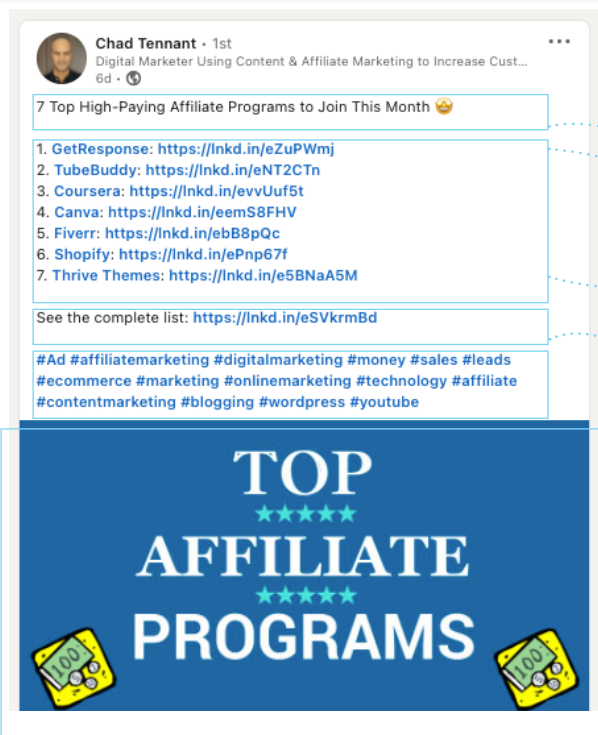 Chad Tennant · 1st
Digital Marketer Using Content & Affiliate Marketing to Increase Cust...
6d ·
7 Top High-Paying Affiliate Programs to Join This Month 🤩
1. GetResponse: https://lnkd.in/eZuPWmj
2. TubeBuddy: https://lnkd.in/eNT2CTn
3. Coursera: https://lnkd.in/evvUuf5t
4. Canva: https://lnkd.in/eemS8FHV
5. Fiverr: https://lnkd.in/ebB8pQc
6. Shopify: https://lnkd.in/ePnp67f
7. Thrive Themes: https://lnkd.in/e5BNaA5M
See the complete list: https://lnkd.in/eSVkrmBd
#Ad #affiliatemarketing #digitalmarketing #money #sales #leads
#ecommerce #marketing #onlinemarketing #technology #affiliate
#contentmarketing #blogging #wordpress #youtube
TOP
AFFILIATE
PROGRAMS
100 100